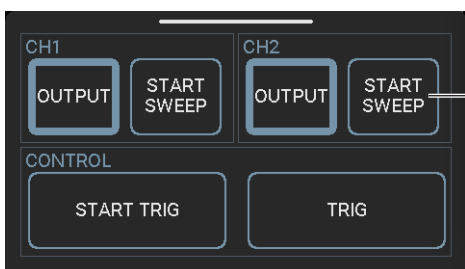 CH1
OUTPUT
START
SWEEP
CH2
OUTPUT
START
SWEEP
CONTROL
START TRIG
TRIG